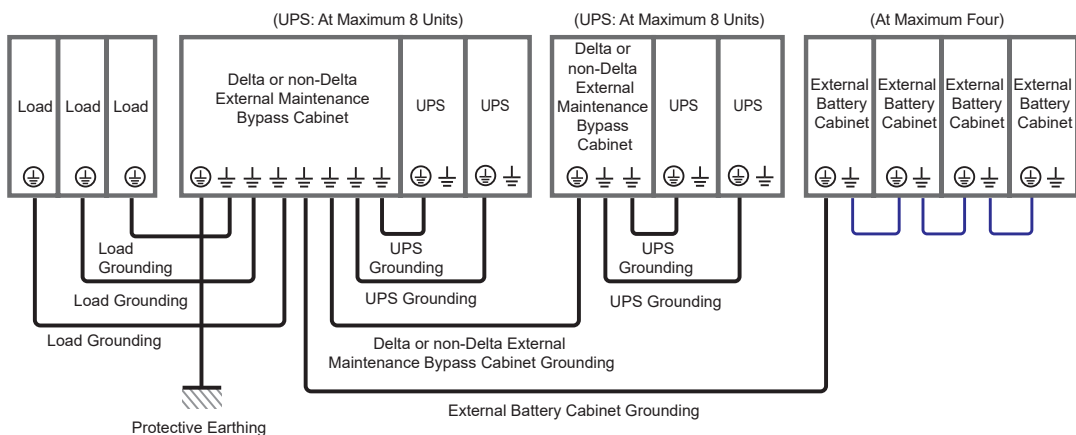 (UPS: At Maximum 8 Units)
(UPS: At Maximum 8 Units)
(At Maximum Four)
Load
Load
Load
Delta or non-Delta
External Maintenance
Bypass Cabinet
UPS
UPS
Delta or
non-Delta
External
Maintenance
Bypass
Cabinet
UPS
UPS
External
Battery
Cabinet
External
Battery
Cabinet
External
Battery
Cabinet
External
Battery
Cabinet
Load
Grounding
Load Grounding
Load Grounding
UPS
Grounding
UPS Grounding
UPS
Grounding
UPS Grounding
Delta or non-Delta External
Maintenance Bypass Cabinet Grounding
External Battery Cabinet Grounding
Protective Earthing